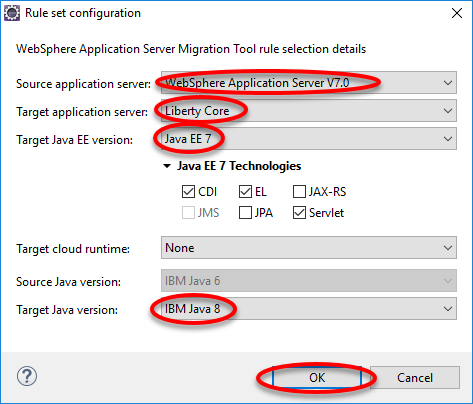 Rule set configuration
WebSphere Application Server Migration Tool rule selection details
Source application server: WebSphere Application Server V7.0
Target application server: Liberty Core
Target Java EE version: Java EE 7
Java EE 7 Technologies
CDI EL JAX-RS
JMS JPA Servlet
Target cloud runtime: None
Source Java version: IBM Java 6
Target Java version: IBM Java 8
? OK Cancel